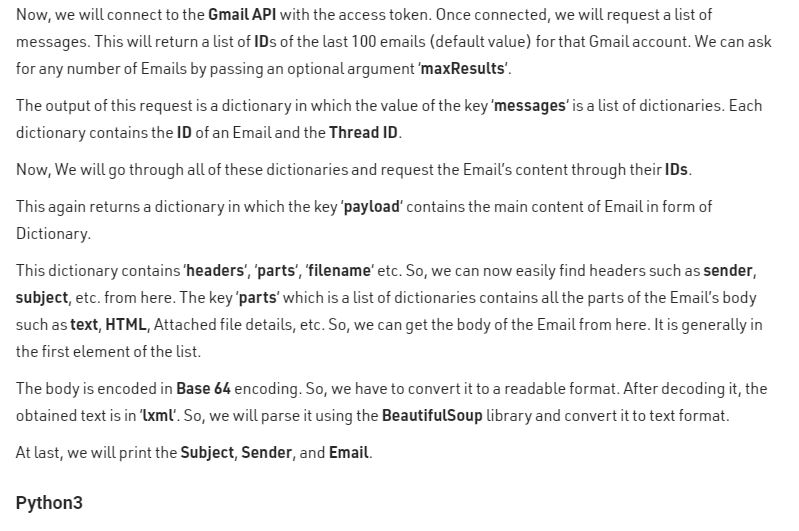 Now, we will connect to the Gmail API with the access token. Once connected, we will request a list of
messages. This will return a list of IDs of the last 100 emails (default value) for that Gmail account. We can ask
for any number of Emails by passing an optional argument 'maxResults'.
The output of this request is a dictionary in which the value of the key 'messages' is a list of dictionaries. Each
dictionary contains the ID of an Email and the Thread ID.
Now, We will go through all of these dictionaries and request the Email's content through their IDs.
This again returns a dictionary in which the key 'payload' contains the main content of Email in form of
Dictionary.
This dictionary contains 'headers', 'parts', 'filename' etc. So, we can now easily find headers such as sender,
subject, etc. from here. The key 'parts' which is a list of dictionaries contains all the parts of the Email's body
such as text, HTML, Attached file details, etc. So, we can get the body of the Email from here. It is generally in
the first element of the list.
The body is encoded in Base 64 encoding. So, we have to convert it to a readable format. After decoding it, the
obtained text is in 'lxml'. So, we will parse it using the BeautifulSoup library and convert it to text format.
At last, we will print the Subject, Sender, and Email.
Python3